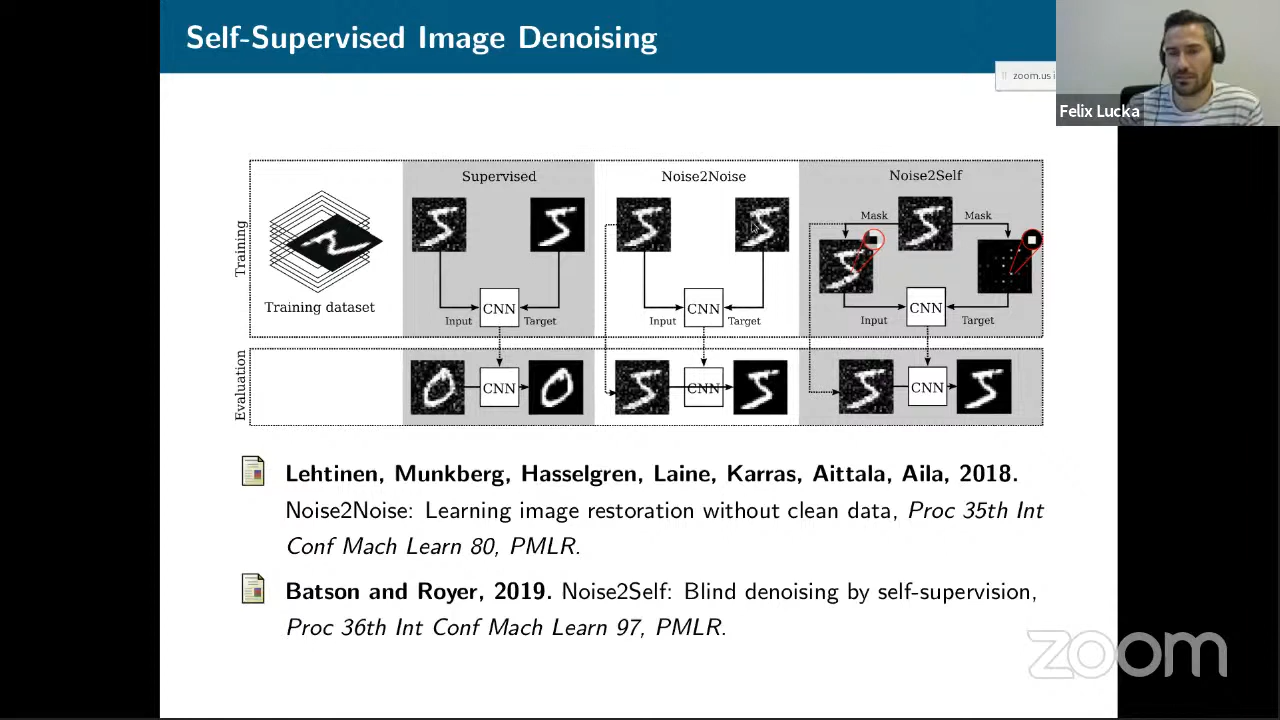 Self-Supervised Image Denoising
zoom.us i
Felix Lucka
Supervised
Noise2Noise
Noise2Self
Training
Training dataset
Mask
Mask
CNN
Input
Target
CNN
Input
Target
CNN
Input
Target
Evaluation
CNN
CNN
CNN
Lehtinen, Munkberg, Hasselgren, Laine, Karras, Aittala, Aila, 2018.
Noise2Noise: Learning image restoration without clean data, Proc 35th Int
Conf Mach Learn 80, PMLR.
Batson and Royer, 2019. Noise2Self: Blind denoising by self-supervision,
Proc 36th Int Conf Mach Learn 97, PMLR.
zoom